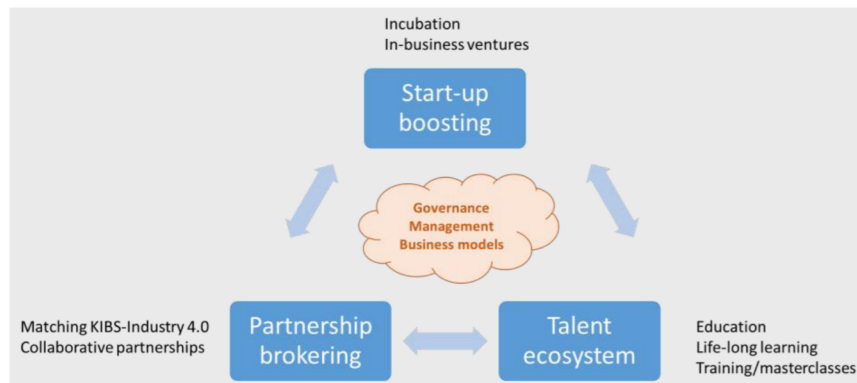 Incubation
In-business ventures
Start-up
boosting
Governance
Management
Business models
Matching KIBS-Industry 4.0
Collaborative partnerships
Partnership
brokering
Talent
ecosystem
Education
Life-long learning
Training/masterclasses